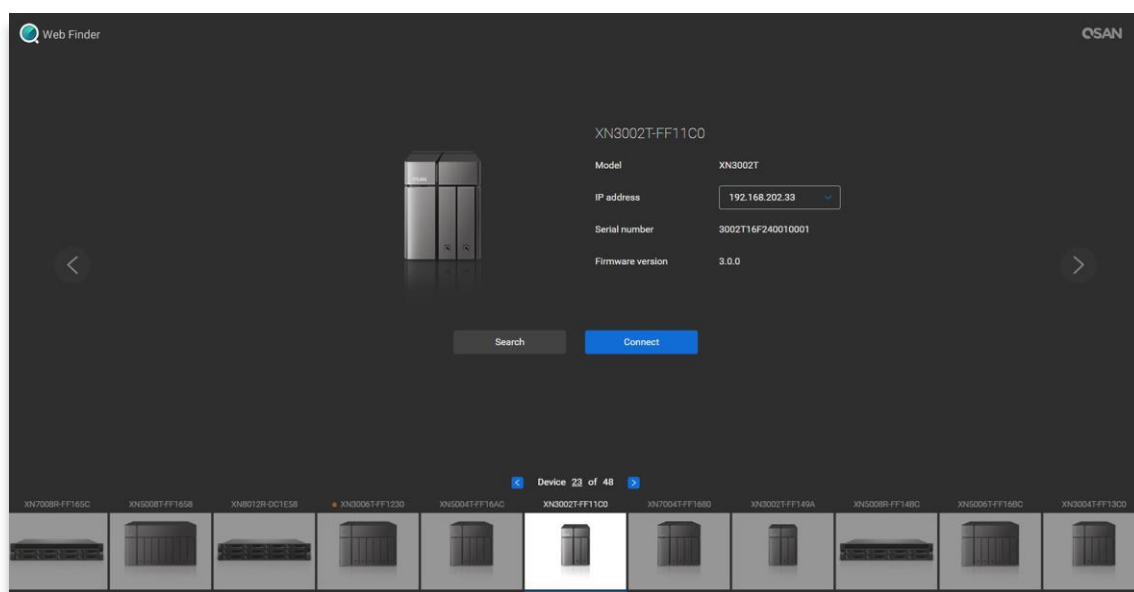 Web Finder
QSAN
XN3002T-FF11C0
Model XN3002T
IP address 192.168.202.33
Serial number 3002T16F240010001
Firmware version 3.0.0
Search Connect
Device 23 of 48
XN7008R-FF165C XN5008T-FF1658 XN8012R-DC1E58 XN3006T-FF1230 XN5004T-FF16AC XN3002T-FF11C0 XN7004T-FF1680 XN3002T-FF149A XN5008R-FF14BC XN5006T-FF16BC XN3004T-FF13C0